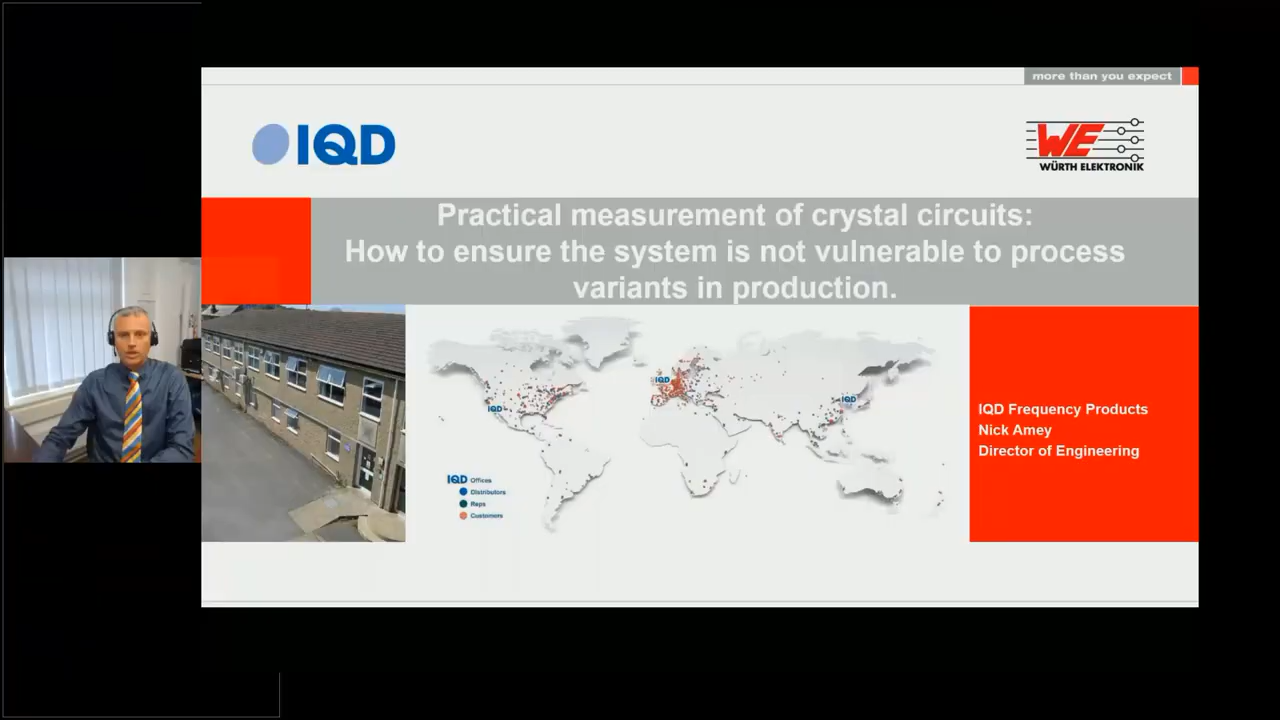 more than you expect
IQD
WE
WÜRTH ELEKTRONIK
Practical measurement of crystal circuits:
How to ensure the system is not vulnerable to process
variants in production.
IQD
IQD
IQD
IQD Offices
Distributors
Reps
Customers
IQD Frequency Products
Nick Amey
Director of Engineering